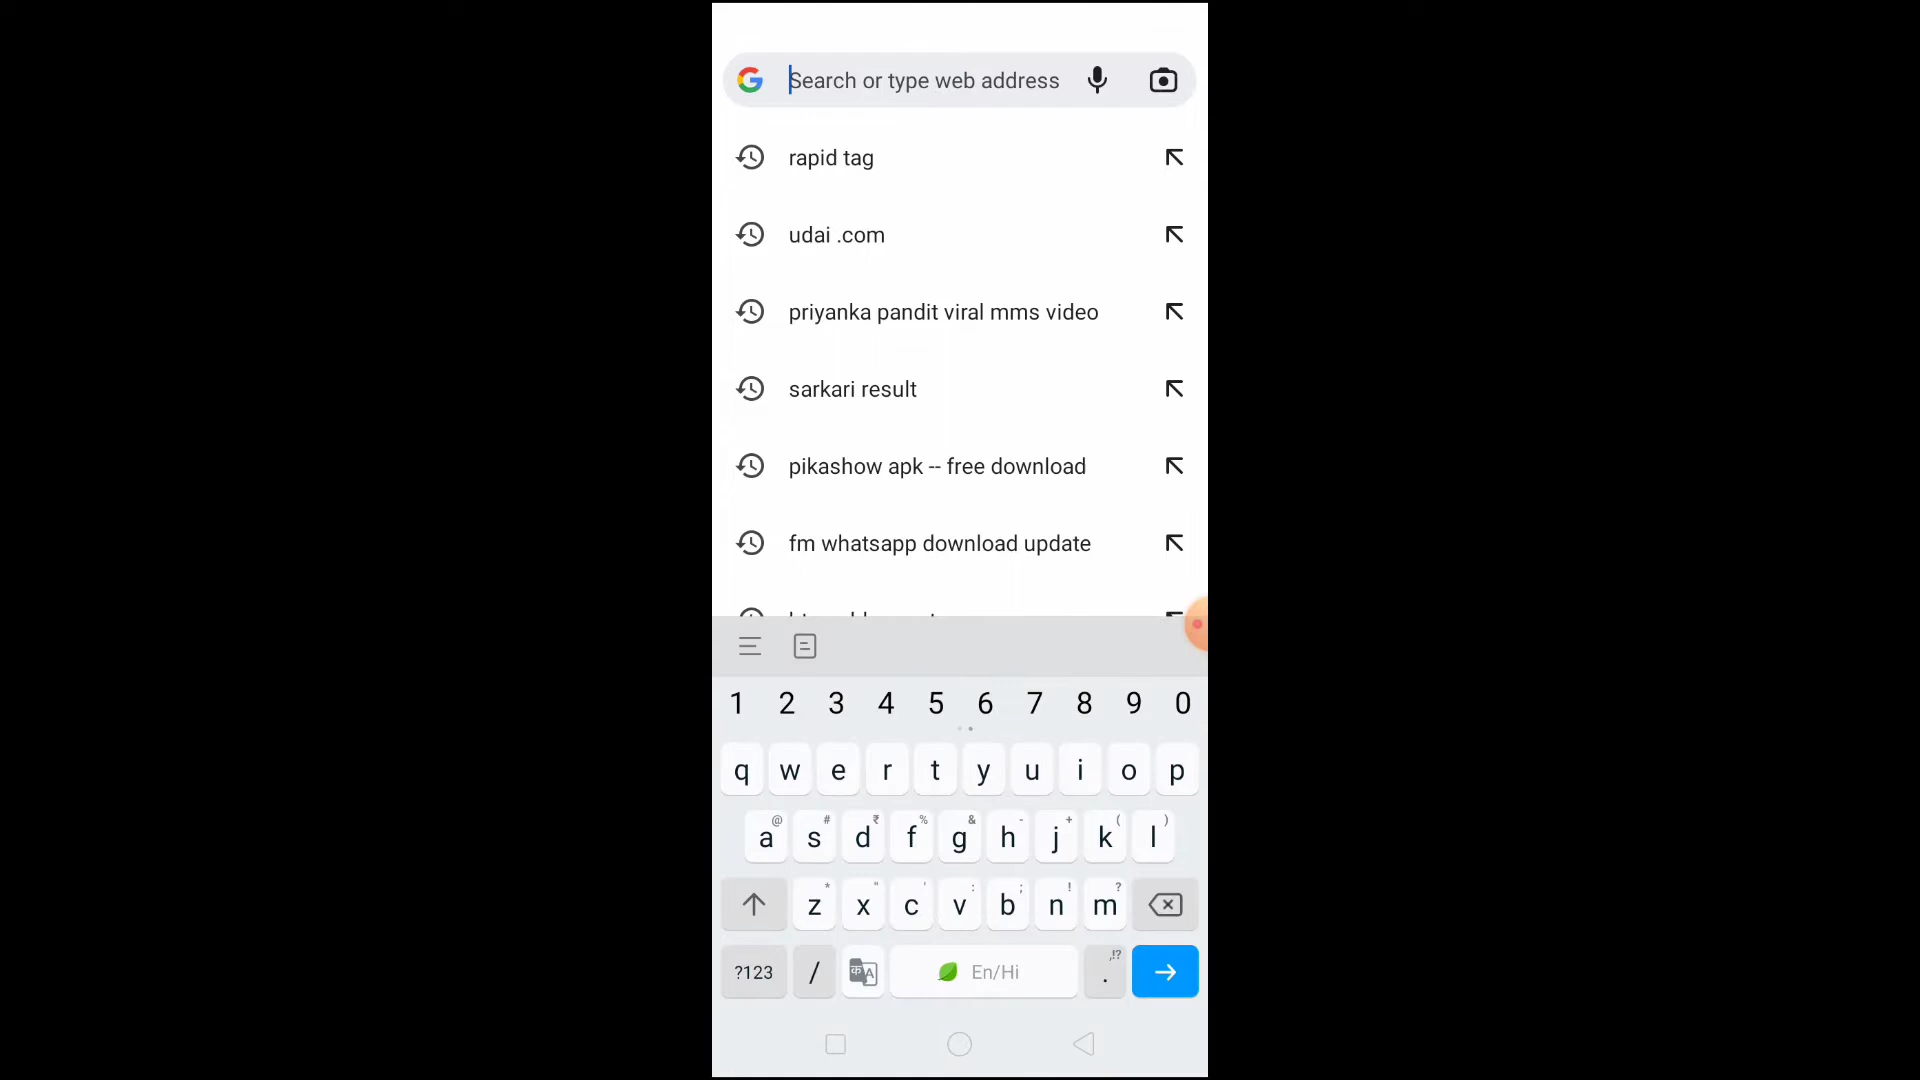 Search or type web address
rapid tag
udai .com
priyanka pandit viral mms video
sarkari result
pikashow apk -- free download
fm whatsapp download update
1 2 3 4 5 6 7 8 9 0
q w e r t y u i o p
@ # ₹ % & - + ( )
a s d f g h j k l
* " ' : ; ! ?
z x c v b n m
,!?
?123 / क A En/Hi .